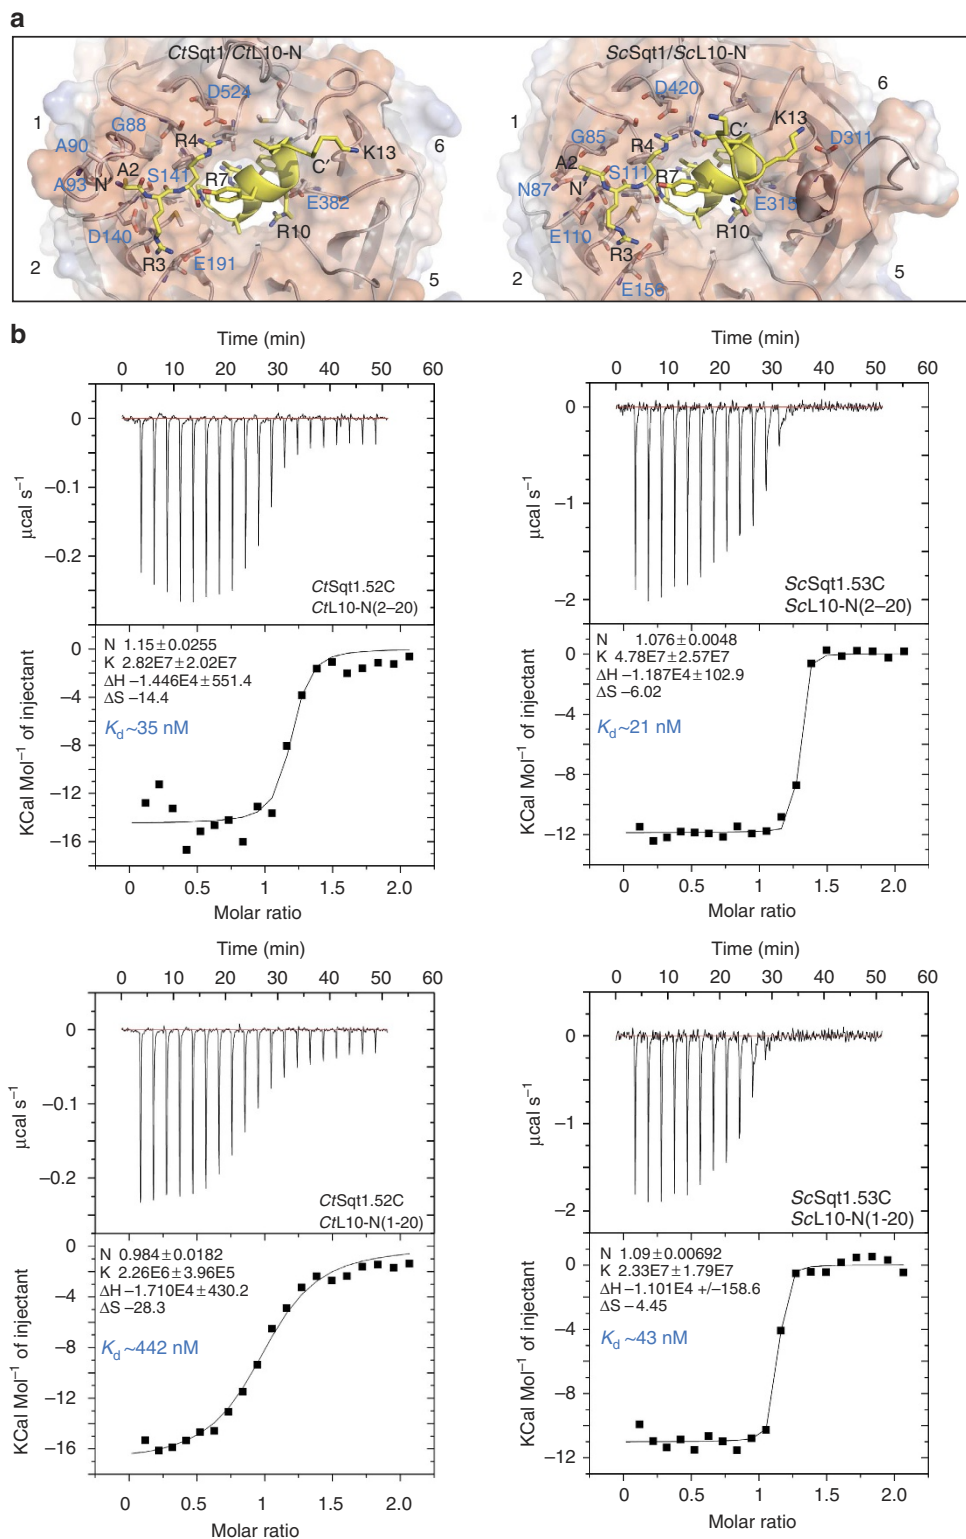 a
CtSqt1/CtL10-N
D524
1
G88
A90
R4
A2
A93
N′
S141
R7
C′
K13
6
E382
D140
R10
R3
E191
2
5
ScSqt1/ScL10-N
D420
6
1
K13
G85
R4
C′
D311
A2
S111
R7
N87
N′
E315
E110
R10
R3
E156
2
5
b
Time (min)
0 10 20 30 40 50 60
0
−0.1
−0.2
μcal s−1
CtSqt1.52C
CtL10-N(2–20)
N 1.15±0.0255
K 2.82E7±2.02E7
ΔH −1.446E4±551.4
ΔS −14.4
Kd~35 nM
0
−4
−8
−12
−16
KCal Mol−1 of injectant
0 0.5 1 1.5 2.0
Molar ratio
Time (min)
0 10 20 30 40 50 60
0
−1
−2
μcal s−1
ScSqt1.53C
ScL10-N(2–20)
N 1.076±0.0048
K 4.78E7±2.57E7
ΔH −1.187E4±102.9
ΔS −6.02
Kd~21 nM
0
−4
−8
−12
KCal Mol−1 of injectant
0 0.5 1 1.5 2.0
Molar ratio
Time (min)
0 10 20 30 40 50 60
0
−0.1
−0.2
μcal s−1
CtSqt1.52C
CtL10-N(1-20)
N 0.984±0.0182
K 2.26E6±3.96E5
ΔH −1.710E4±430.2
ΔS −28.3
Kd~442 nM
0
−4
−8
−12
−16
KCal Mol−1 of injectant
0 0.5 1 1.5 2.0
Molar ratio
Time (min)
0 10 20 30 40 50 60
0
−1
−2
μcal s−1
ScSqt1.53C
ScL10-N(1-20)
N 1.09±0.00692
K 2.33E7±1.79E7
ΔH −1.101E4 +/−158.6
ΔS −4.45
Kd~43 nM
0
−4
−8
−12
KCal Mol−1 of injectant
0 0.5 1 1.5 2.0
Molar ratio